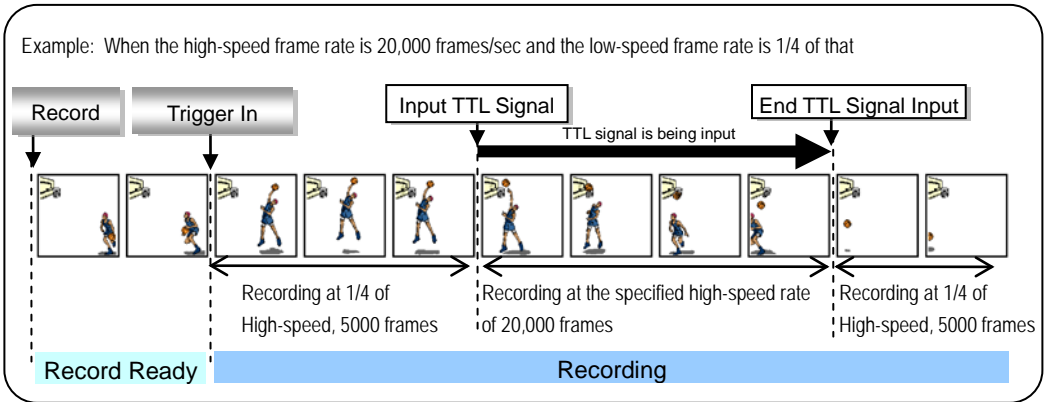 Example: When the high-speed frame rate is 20,000 frames/sec and the low-speed frame rate is 1/4 of that
Record
Trigger In
Input TTL Signal
End TTL Signal Input
TTL signal is being input
Recording at 1/4 of
High-speed, 5000 frames
Recording at the specified high-speed rate
of 20,000 frames
Recording at 1/4 of
High-speed, 5000 frames
Record Ready
Recording